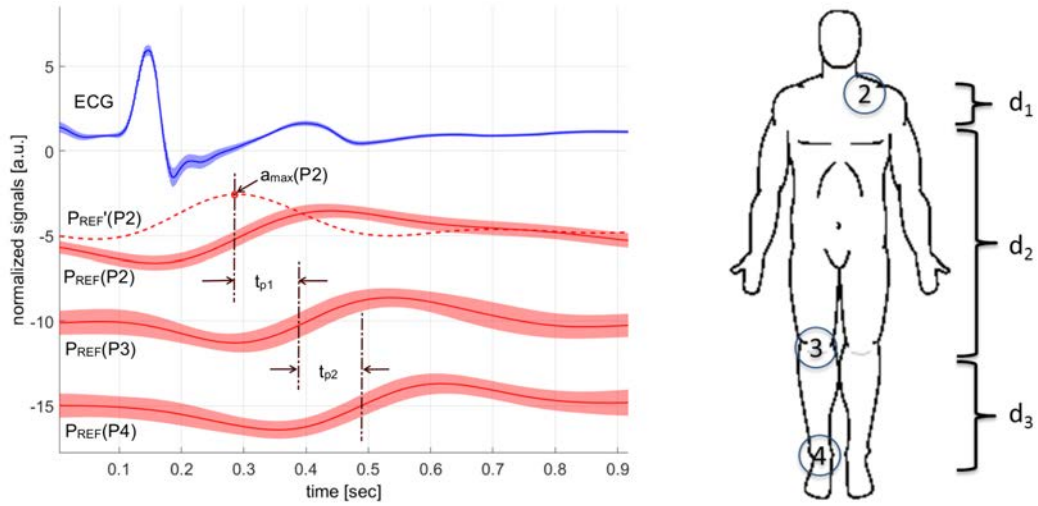 5
0
-5
-10
-15
normalized signals [a.u.]
ECG
amax(P2)
PREF'(P2)
PREF(P2)
tp1
PREF(P3)
tp2
PREF(P4)
0.1 0.2 0.3 0.4 0.5 0.6 0.7 0.8 0.9
time [sec]
2
d1
d2
3
d3
4